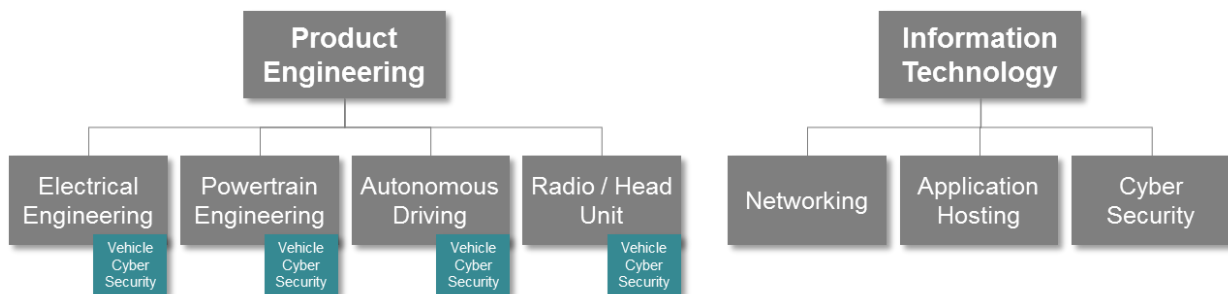 Product
Engineering
Information
Technology
Electrical
Engineering
Powertrain
Engineering
Autonomous
Driving
Radio / Head
Unit
Networking
Application
Hosting
Cyber
Security
Vehicle
Cyber
Security
Vehicle
Cyber
Security
Vehicle
Cyber
Security
Vehicle
Cyber
Security